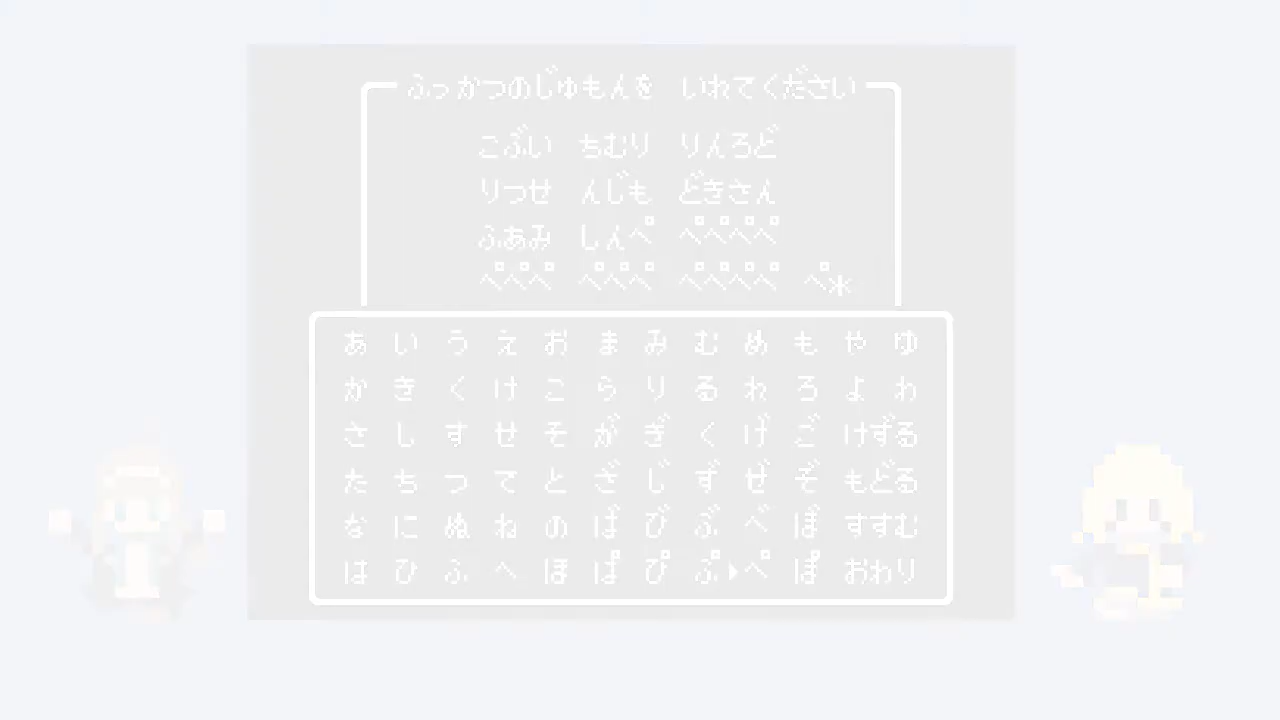 ふっかつのじゅもんを いれてください
こぶい ちむり りんろど
りつせ んじも どきさん
ふあみ しんぺ ぺぺぺぺ
ぺぺぺ ぺぺぺ ぺぺぺぺ ぺ*
あ い う え お ま み む め も や ゆ
か き く け こ ら り る れ ろ よ わ
さ し す せ そ が ぎ ぐ げ ご けずる
た ち つ て と ざ じ ず ぜ ぞ もどる
な に ぬ ね の ば び ぶ べ ぼ すすむ
は ひ ふ へ ほ ぱ ぴ ぷ ▶ぺ ぽ おわり